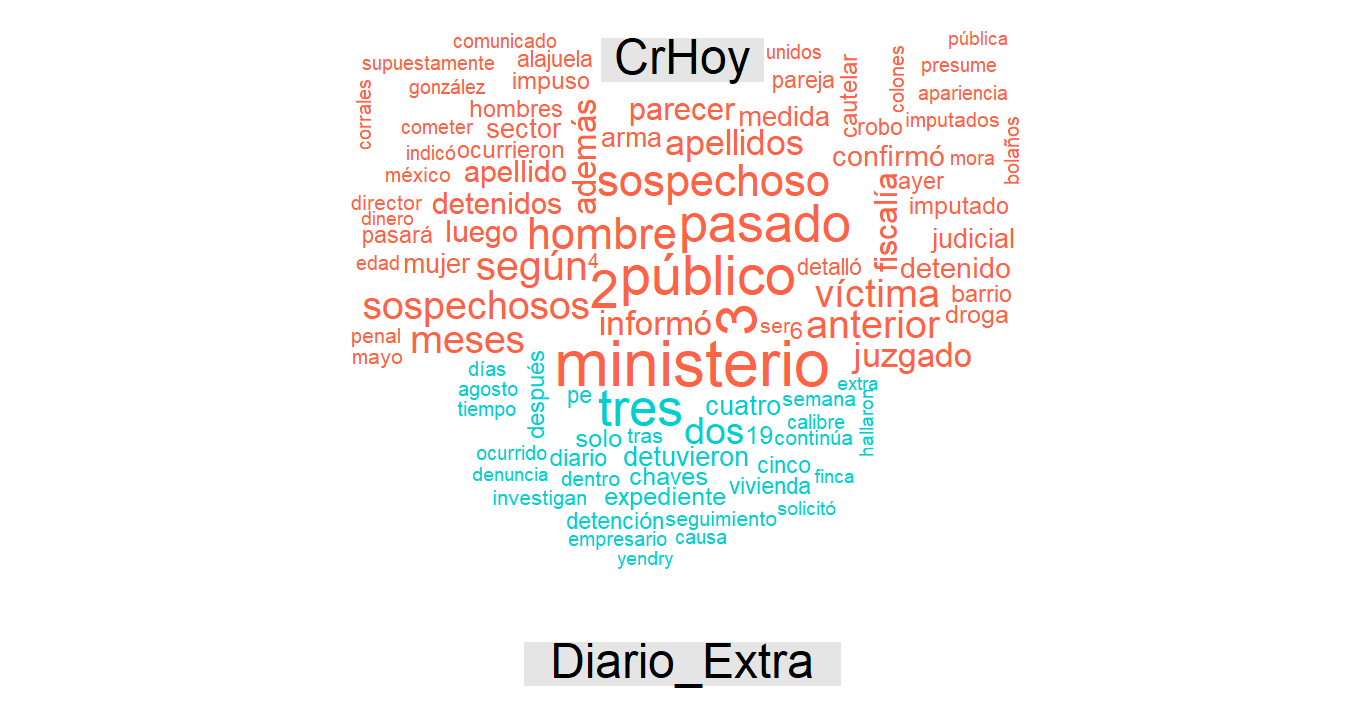 CrHoy
comunicado
supuestamente
alajuela
unidos
pública
gonzález
impuso
pareja
cautelar
colones
presume
apariencia
corrales
hombres
parecer
medida
cometer
sector
además
arma
apellidos
robo
imputados
bolaños
indicó
ocurrieron
confirmó
mora
méxico
apellido
sospechoso
fiscalía
ayer
director
detenidos
imputado
dinero
pasará
luego
hombre
pasado
judicial
edad
mujer
según
4
2
público
detalló
detenido
sospechosos
víctima
barrio
informó
3
ser
6
anterior
droga
penal
meses
mayo
ministerio
juzgado
días
después
extra
agosto
pe
tres
cuatro
semana
hallaron
tiempo
calibre
solo
tras
dos
19
continúa
ocurrido
diario
detuvieron
cinco
denuncia
dentro
chaves
vivienda
finca
investigan
expediente
solicitó
detención
seguimiento
empresario
causa
yendry
Diario_Extra